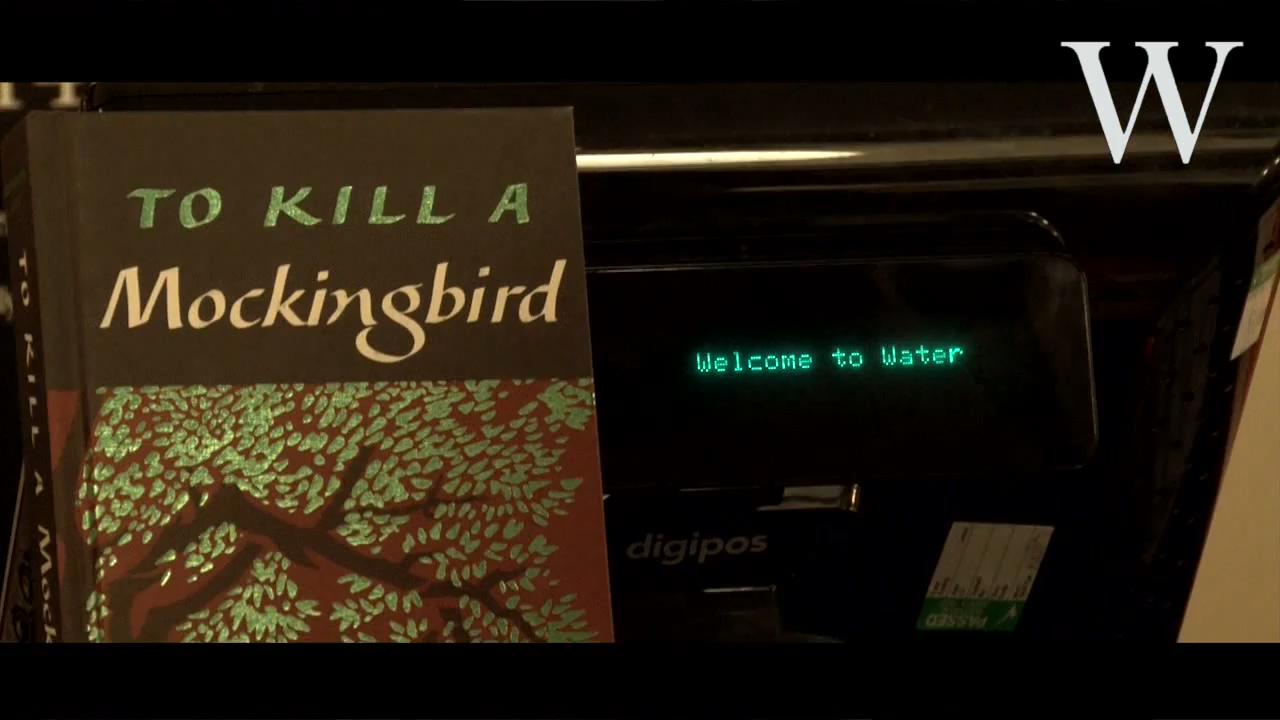 W
TO KILL A
Mockingbird
TO KILL A Mock
Welcome to Water
digipos
PASSED